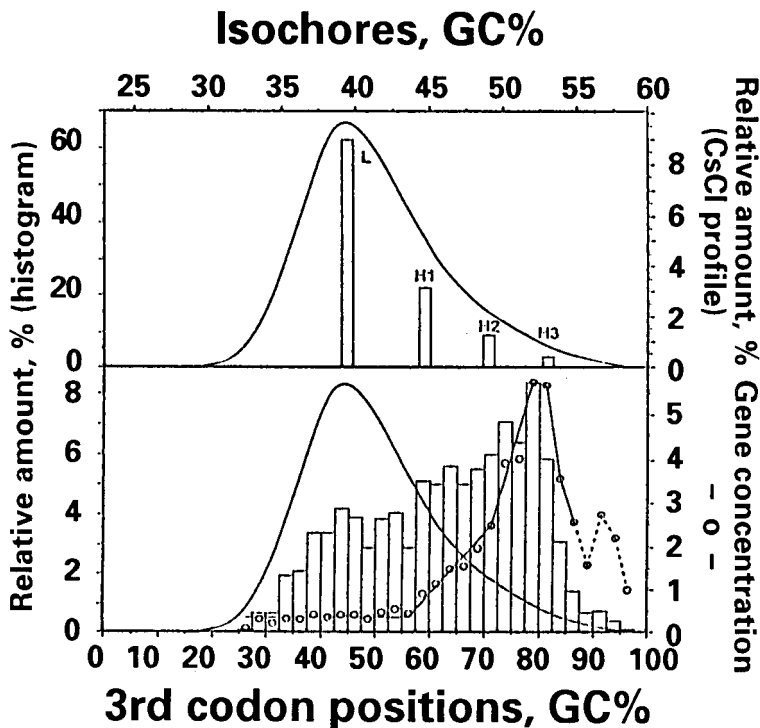 Isochores, GC%
25 30 35 40 45 50 55 60
Relative amount, % (histogram)
60
40
20
0
L
H1
H2
H3
8
6
4
2
0
Relative amount, %
(CsCl profile)
8
6
4
2
0
5
4
3
2
1
0
Gene concentration
– o –
0 10 20 30 40 50 60 70 80 90 100
3rd codon positions, GC%